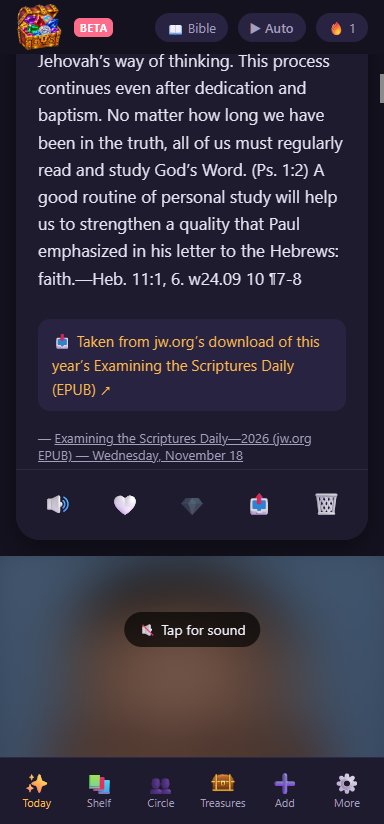 BETA
Bible
Auto
1
Jehovah’s way of thinking. This process
continues even after dedication and
baptism. No matter how long we have
been in the truth, all of us must regularly
read and study God’s Word. (Ps. 1:2) A
good routine of personal study will help
us to strengthen a quality that Paul
emphasized in his letter to the Hebrews:
faith.—Heb. 11:1, 6. w24.09 10 ¶7-8
Taken from jw.org’s download of this
year’s Examining the Scriptures Daily
(EPUB) ↗
— Examining the Scriptures Daily—2026 (jw.org
EPUB) — Wednesday, November 18
Tap for sound
Today
Shelf
Circle
Treasures
Add
More